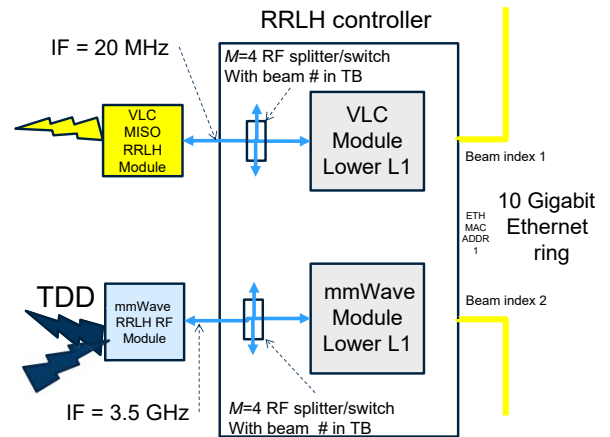 RRLH controller
IF = 20 MHz
M=4 RF splitter/switch
With beam # in TB
VLC
MISO
RRLH
Module
VLC
Module
Lower L1
Beam index 1
ETH
MAC
ADDR
1
10 Gigabit
Ethernet
ring
TDD
mmWave
RRLH RF
Module
mmWave
Module
Lower L1
Beam index 2
IF = 3.5 GHz
M=4 RF splitter/switch
With beam # in TB